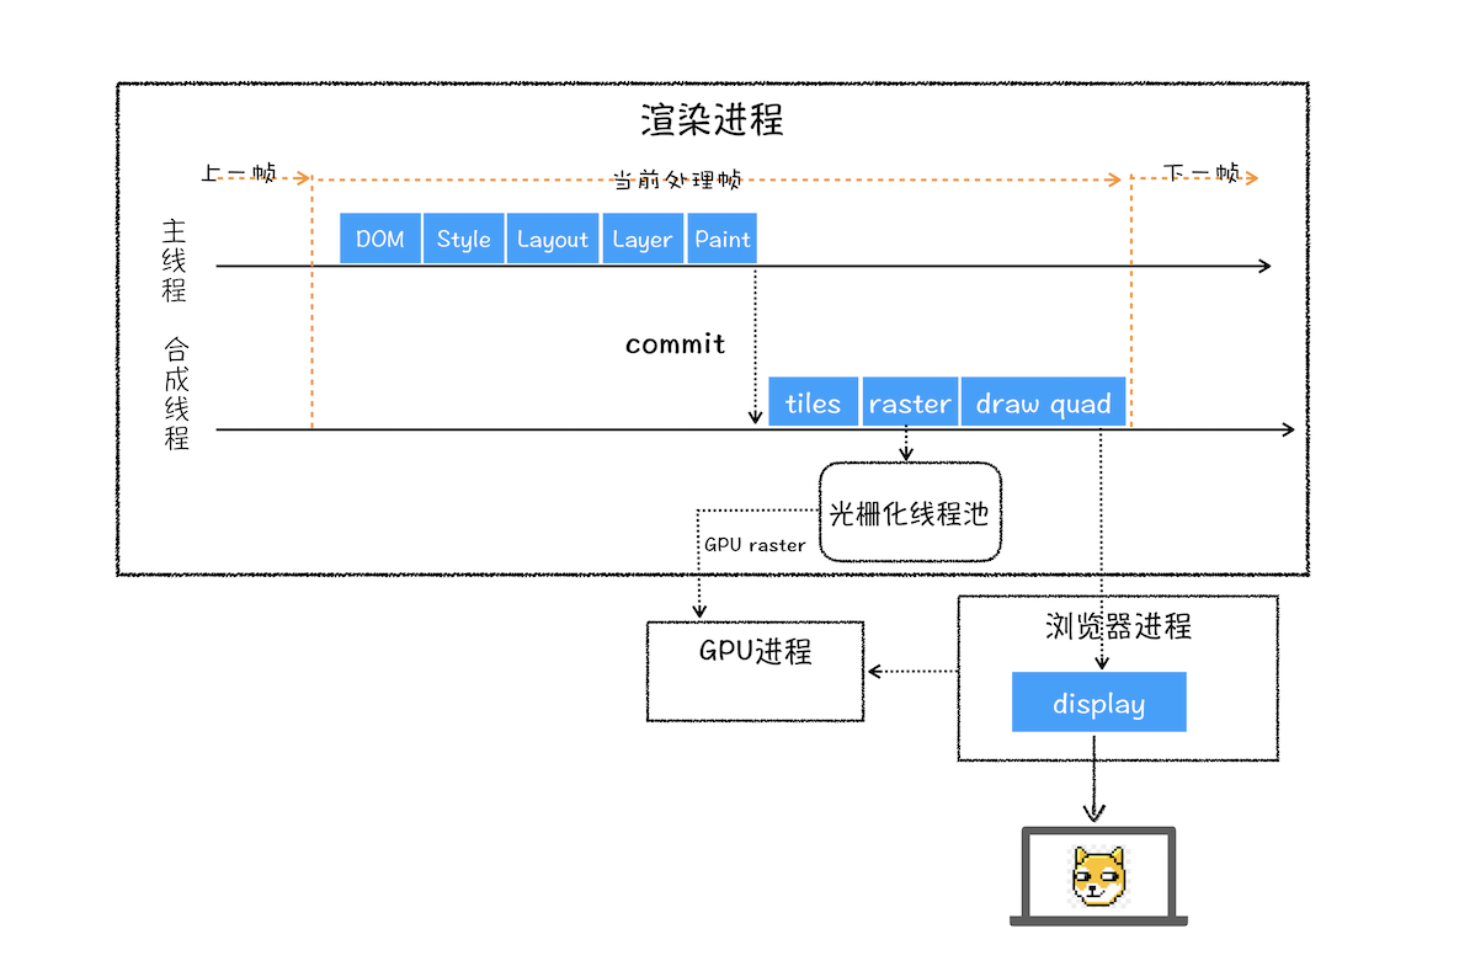 渲染进程
上一帧
当前处理帧
下一帧
主线程
DOM
Style
Layout
Layer
Paint
commit
合成线程
tiles
raster
draw quad
光栅化线程池
GPU raster
GPU进程
浏览器进程
display